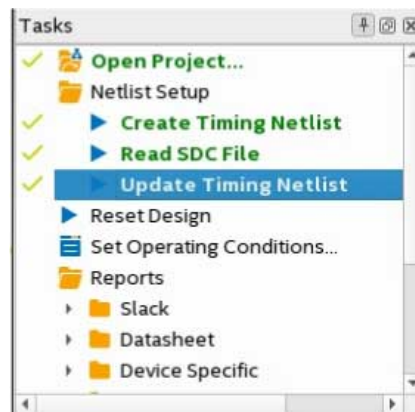 Tasks
Open Project...
Netlist Setup
Create Timing Netlist
Read SDC File
Update Timing Netlist
Reset Design
Set Operating Conditions...
Reports
Slack
Datasheet
Device Specific